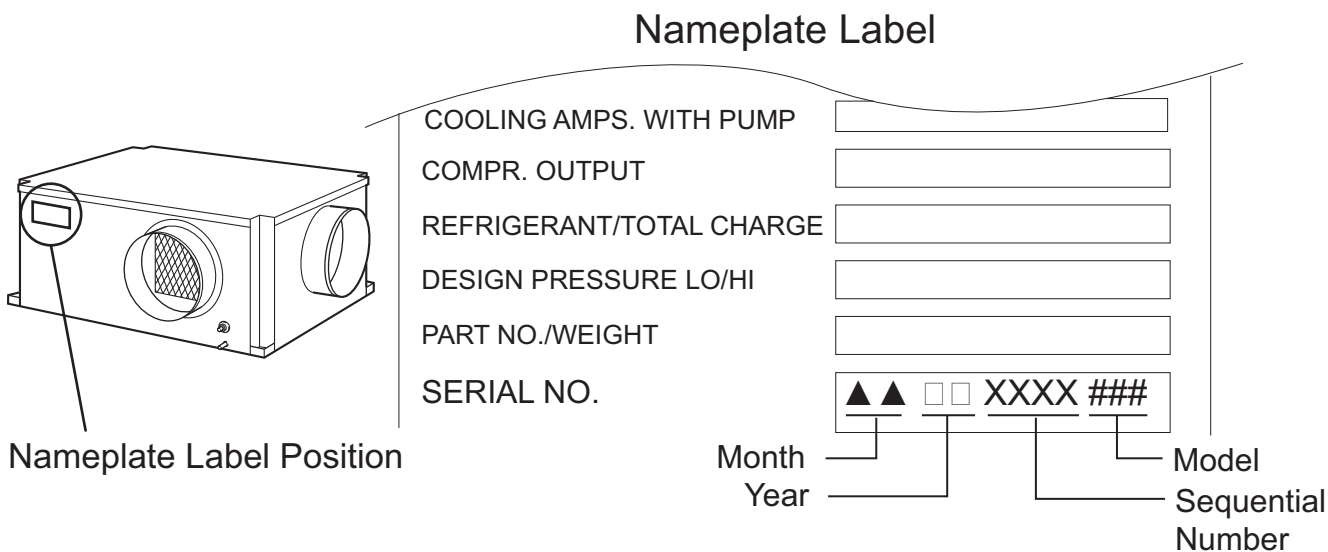 Nameplate Label
COOLING AMPS. WITH PUMP
COMPR. OUTPUT
REFRIGERANT/TOTAL CHARGE
DESIGN PRESSURE LO/HI
PART NO./WEIGHT
SERIAL NO.
▲▲ □□ XXXX ###
Nameplate Label Position
Month
Year
Model
Sequential
Number